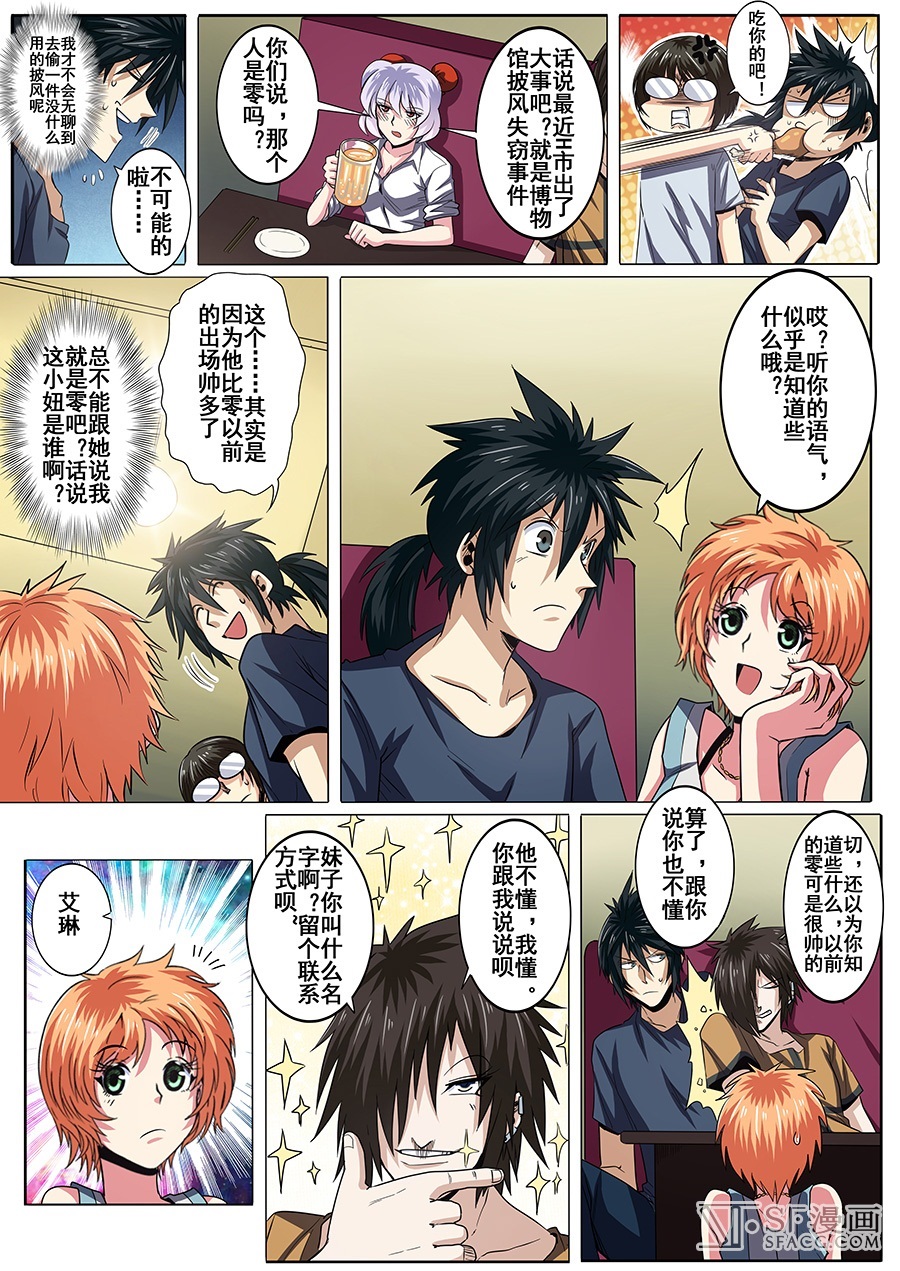 吃你的吧！
话说最近H市出了
大事吧？就是博物
馆披风失窃事件
你们说，那个
人是零吗？
不可能的
啦……
我才不会无聊到
去偷一件没什么
用的披风呢
哎？听你的语气，
似乎是知道些
什么哦？
这个……其实是
因为他比零以前
的出场帅多了
总不能跟她说我
就是零吧？话说
这小妞是谁啊？
切，还以为你知
道些什么，以前
的零可是很帅的
算了，跟你
说你也不懂
他不懂，我懂。
你跟我说说呗
妹子你叫什么名
字啊？留个联系
方式呗
艾琳
SF漫画
SFACG.COM